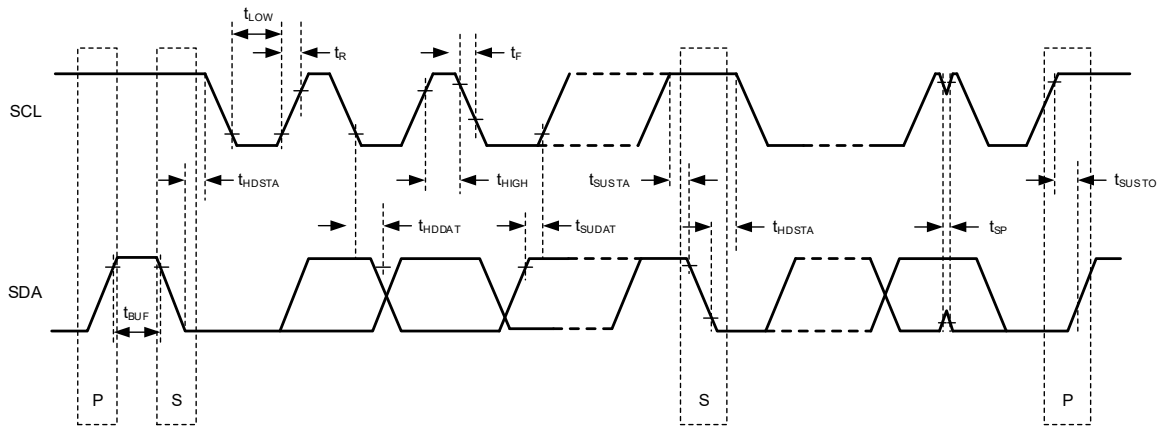 tLOW
tR
tF
SCL
tHDSTA
tHIGH
tSUSTA
tSUSTO
tHDDAT
tSUDAT
tHDSTA
tSP
SDA
tBUF
P
S
S
P